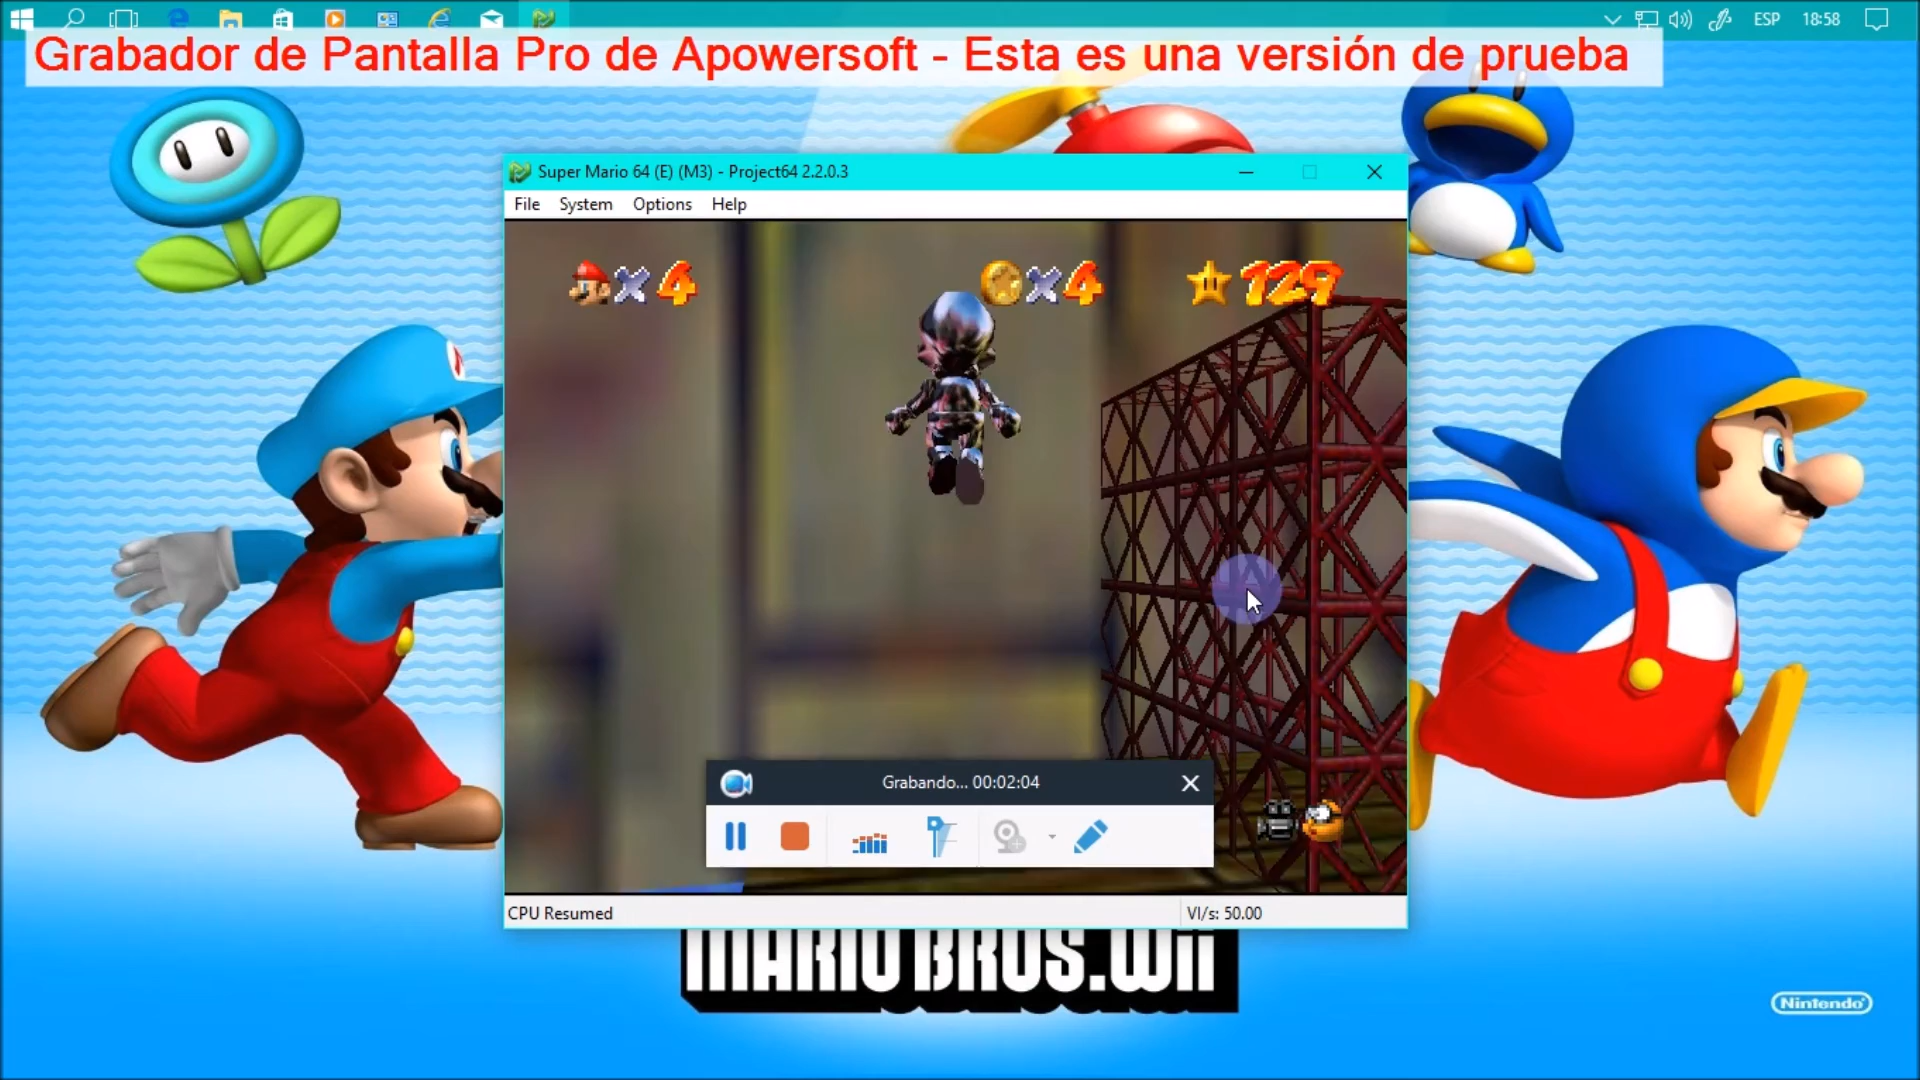 ESP 18:58
Grabador de Pantalla Pro de Apowersoft - Esta es una versión de prueba
Super Mario 64 (E) (M3) - Project64 2.2.0.3
File System Options Help
x 4 x 4 129
Grabando... 00:02:04
CPU Resumed VI/s: 50.00
MARIO BROS.Wii
Nintendo